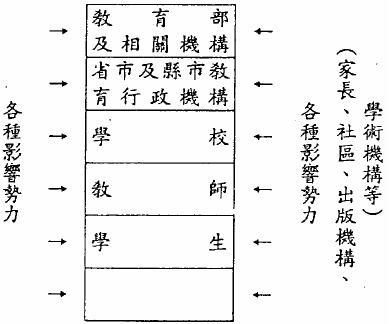 教育部
及相關機構
省市及縣市教
育行政機構
學校
教師
學生
各種影響勢力
各種影響勢力
（家長、社區、出版機構、
學術機構等）